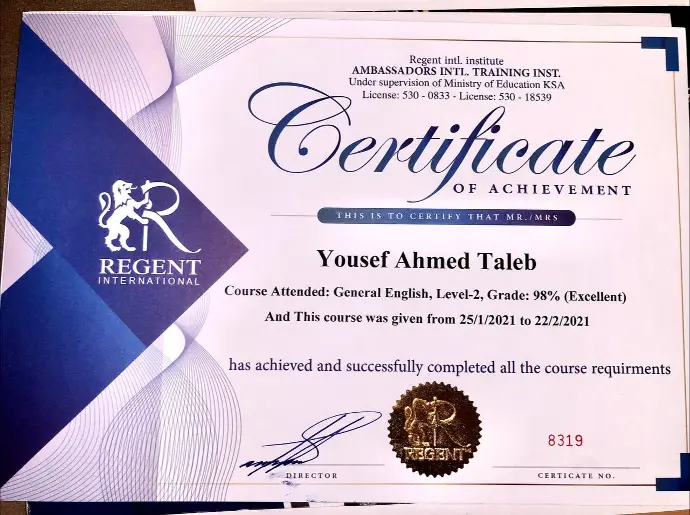 Regent intl. institute
AMBASSADORS INTL. TRAINING INST.
Under supervision of Ministry of Education KSA
License: 530 - 0833 - License: 530 - 18539
Certificate
OF ACHIEVEMENT
THIS IS TO CERTIFY THAT MR./MRS
R
REGENT
INTERNATIONAL
Yousef Ahmed Taleb
Course Attended: General English, Level-2, Grade: 98% (Excellent)
And This course was given from 25/1/2021 to 22/2/2021
has achieved and successfully completed all the course requirments
R
REGENT
8319
DIRECTOR
CERTICATE NO.